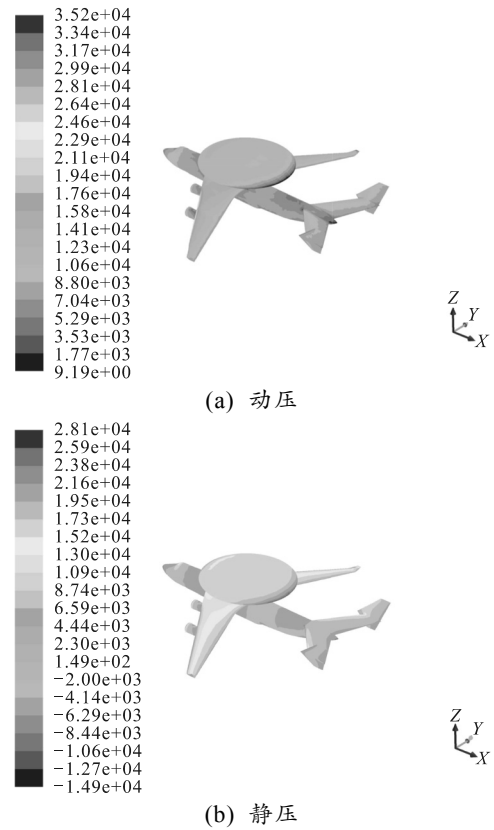 3.52e+04
3.34e+04
3.17e+04
2.99e+04
2.81e+04
2.64e+04
2.46e+04
2.29e+04
2.11e+04
1.94e+04
1.76e+04
1.58e+04
1.41e+04
1.23e+04
1.06e+04
8.80e+03
7.04e+03
5.29e+03
3.53e+03
1.77e+03
9.19e+00
Z
Y
X
(a) 动压
2.81e+04
2.59e+04
2.38e+04
2.16e+04
1.95e+04
1.73e+04
1.52e+04
1.30e+04
1.09e+04
8.74e+03
6.59e+03
4.44e+03
2.30e+03
1.49e+02
-2.00e+03
-4.14e+03
-6.29e+03
-8.44e+03
-1.06e+04
-1.27e+04
-1.49e+04
Z
Y
X
(b) 静压